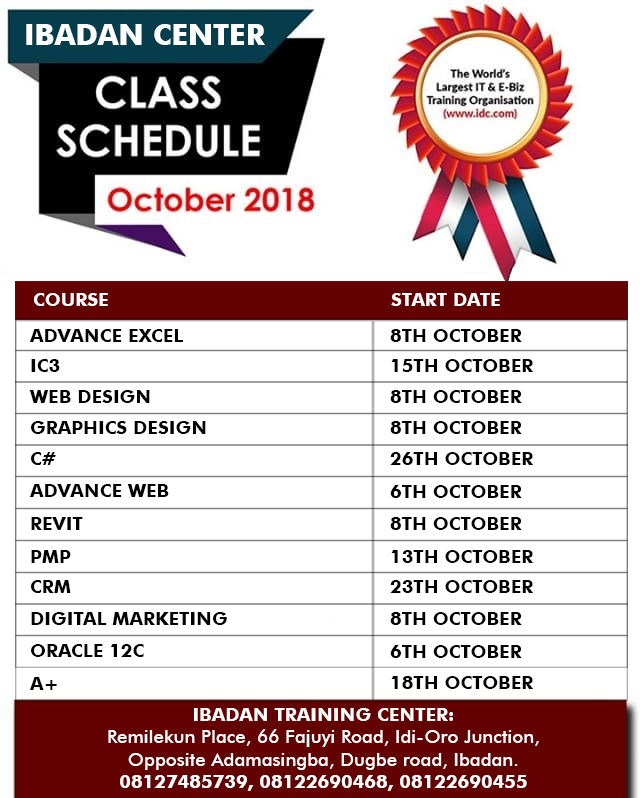 IBADAN CENTER
CLASS
SCHEDULE
October 2018
The World's
Largest IT & E-Biz
Training Organisation
(www.idc.com)
COURSE START DATE
ADVANCE EXCEL 8TH OCTOBER
IC3 15TH OCTOBER
WEB DESIGN 8TH OCTOBER
GRAPHICS DESIGN 8TH OCTOBER
C# 26TH OCTOBER
ADVANCE WEB 6TH OCTOBER
REVIT 8TH OCTOBER
PMP 13TH OCTOBER
CRM 23TH OCTOBER
DIGITAL MARKETING 8TH OCTOBER
ORACLE 12C 6TH OCTOBER
A+ 18TH OCTOBER
IBADAN TRAINING CENTER:
Remilekun Place, 66 Fajuyi Road, Idi-Oro Junction,
Opposite Adamasingba, Dugbe road, Ibadan.
08127485739, 08122690468, 08122690455